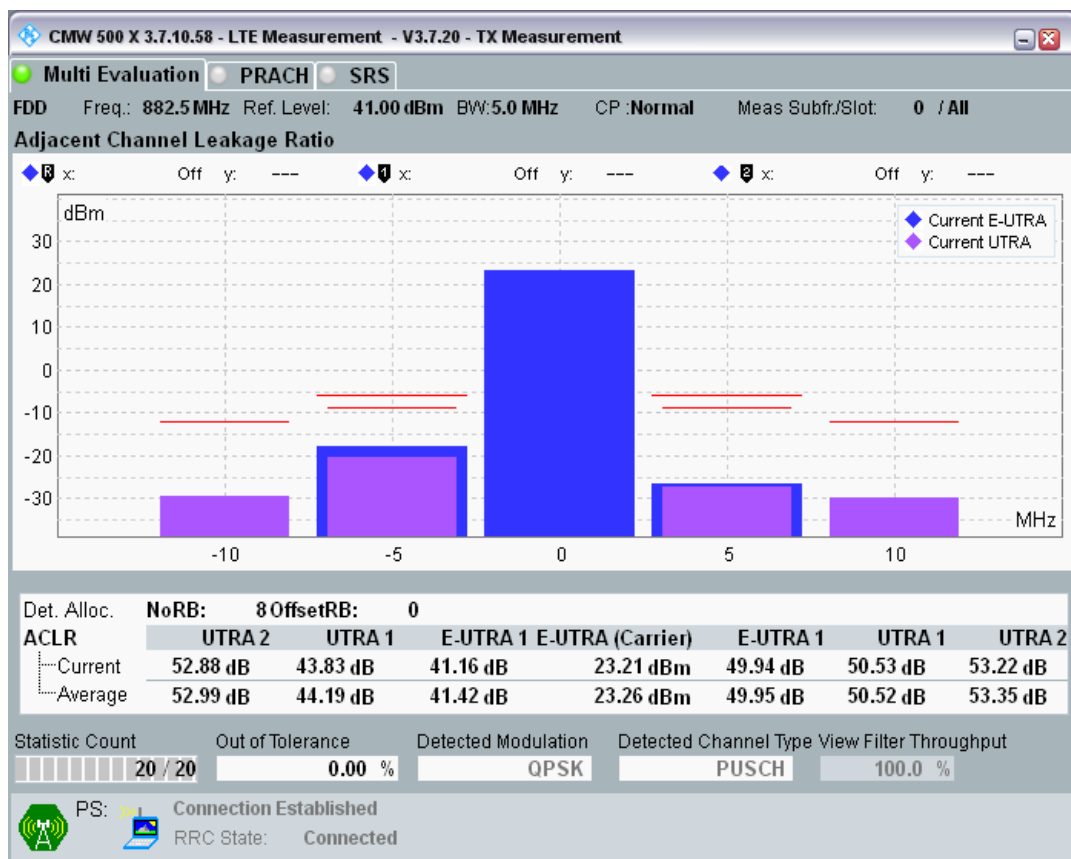 CMW 500 X 3.7.10.58 - LTE Measurement - V3.7.20 - TX Measurement
Multi Evaluation PRACH SRS
FDD Freq.: 882.5 MHz Ref. Level: 41.00 dBm BW:5.0 MHz CP :Normal Meas Subfr./Slot: 0 / All
Adjacent Channel Leakage Ratio
R x: Off y: --- 1 x: Off y: --- 2 x: Off y: ---
dBm
Current E-UTRA
Current UTRA
30
20
10
0
-10
-20
-30
MHz
-10 -5 0 5 10
Det. Alloc. NoRB: 8 OffsetRB: 0
ACLR UTRA 2 UTRA 1 E-UTRA 1 E-UTRA (Carrier) E-UTRA 1 UTRA 1 UTRA 2
Current 52.88 dB 43.83 dB 41.16 dB 23.21 dBm 49.94 dB 50.53 dB 53.22 dB
Average 52.99 dB 44.19 dB 41.42 dB 23.26 dBm 49.95 dB 50.52 dB 53.35 dB
Statistic Count Out of Tolerance Detected Modulation Detected Channel Type View Filter Throughput
20 / 20 0.00 % QPSK PUSCH 100.0 %
PS: Connection Established
RRC State: Connected